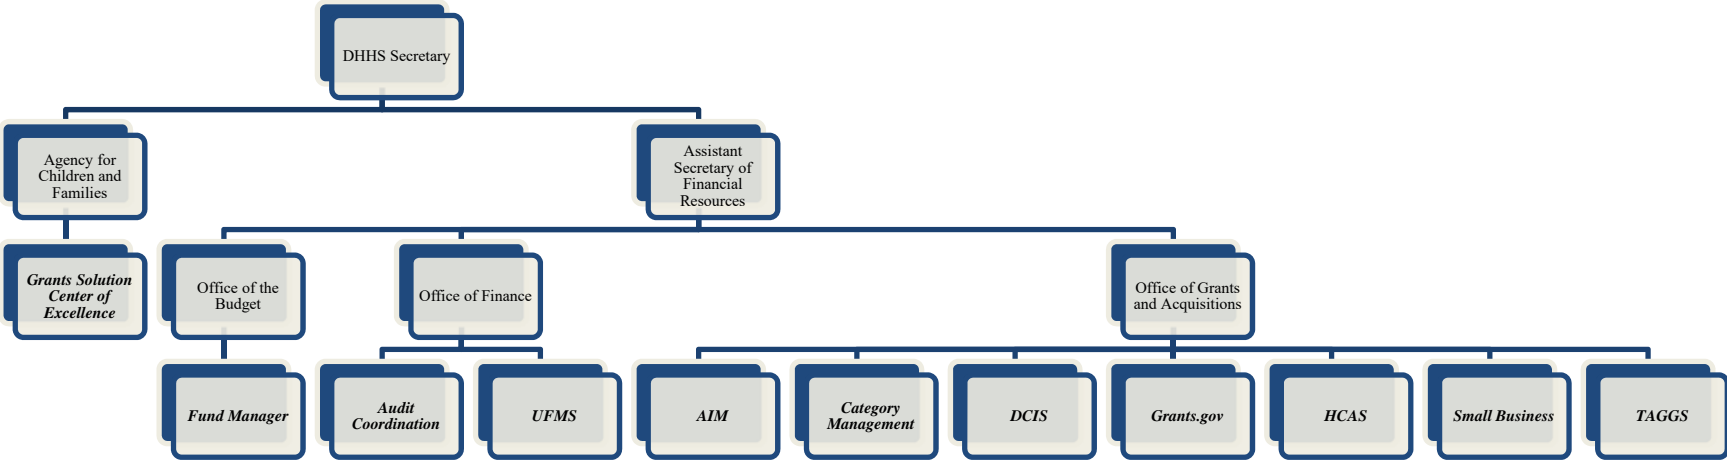 DHHS Secretary
Agency for
Children and
Families
Assistant
Secretary of
Financial
Resources
Grants Solution
Center of
Excellence
Office of the
Budget
Office of Finance
Office of Grants
and Acquisitions
Fund Manager
Audit
Coordination
UFMS
AIM
Category
Management
DCIS
Grants.gov
HCAS
Small Business
TAGGS